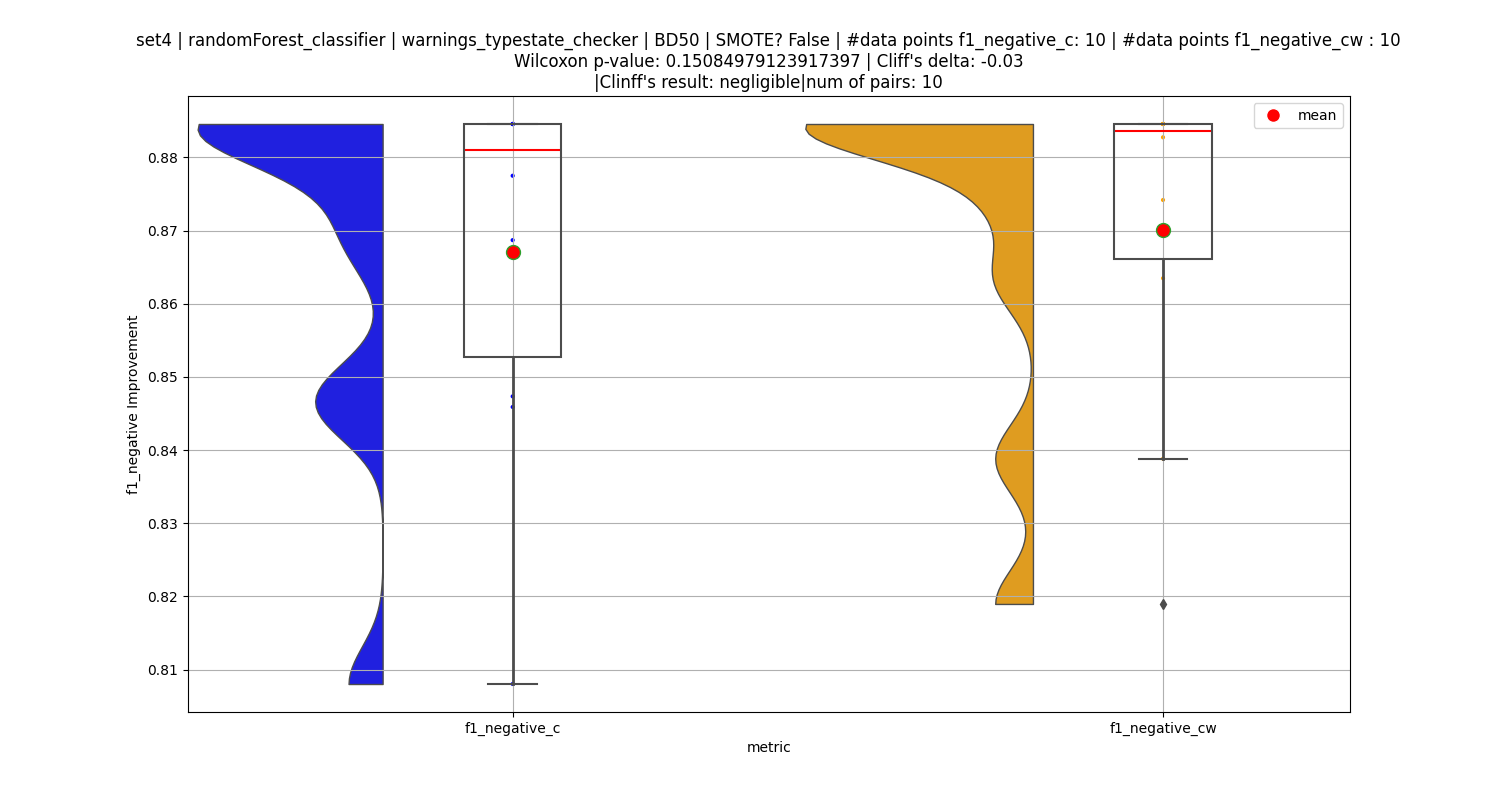 set4 | randomForest_classifier | warnings_typestate_checker | BD50 | SMOTE? False | #data points f1_negative_c: 10 | #data points f1_negative_cw : 10
Wilcoxon p-value: 0.15084979123917397 | Cliff's delta: -0.03
|Clinff's result: negligible|num of pairs: 10
mean
0.88
0.87
0.86
0.85
0.84
0.83
0.82
0.81
f1_negative Improvement
f1_negative_c
f1_negative_cw
metric